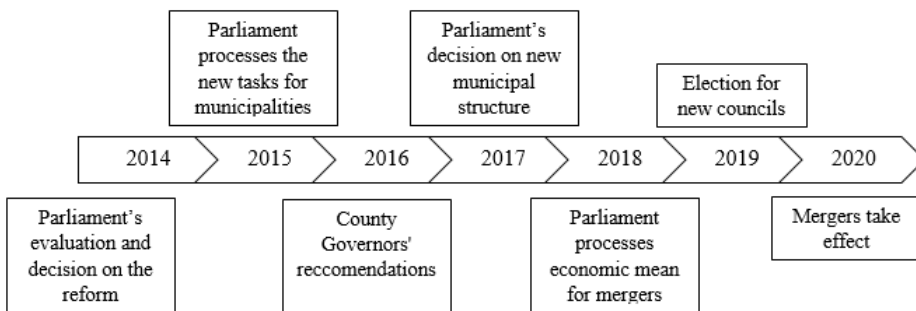 Parliament
processes the
new tasks for
municipalities
Parliament's
decision on new
municipal
structure
Election for
new councils
2014
2015
2016
2017
2018
2019
2020
Parliament's
evaluation and
decision on the
reform
County
Governors'
reccomendations
Parliament
processes
economic mean
for mergers
Mergers take
effect